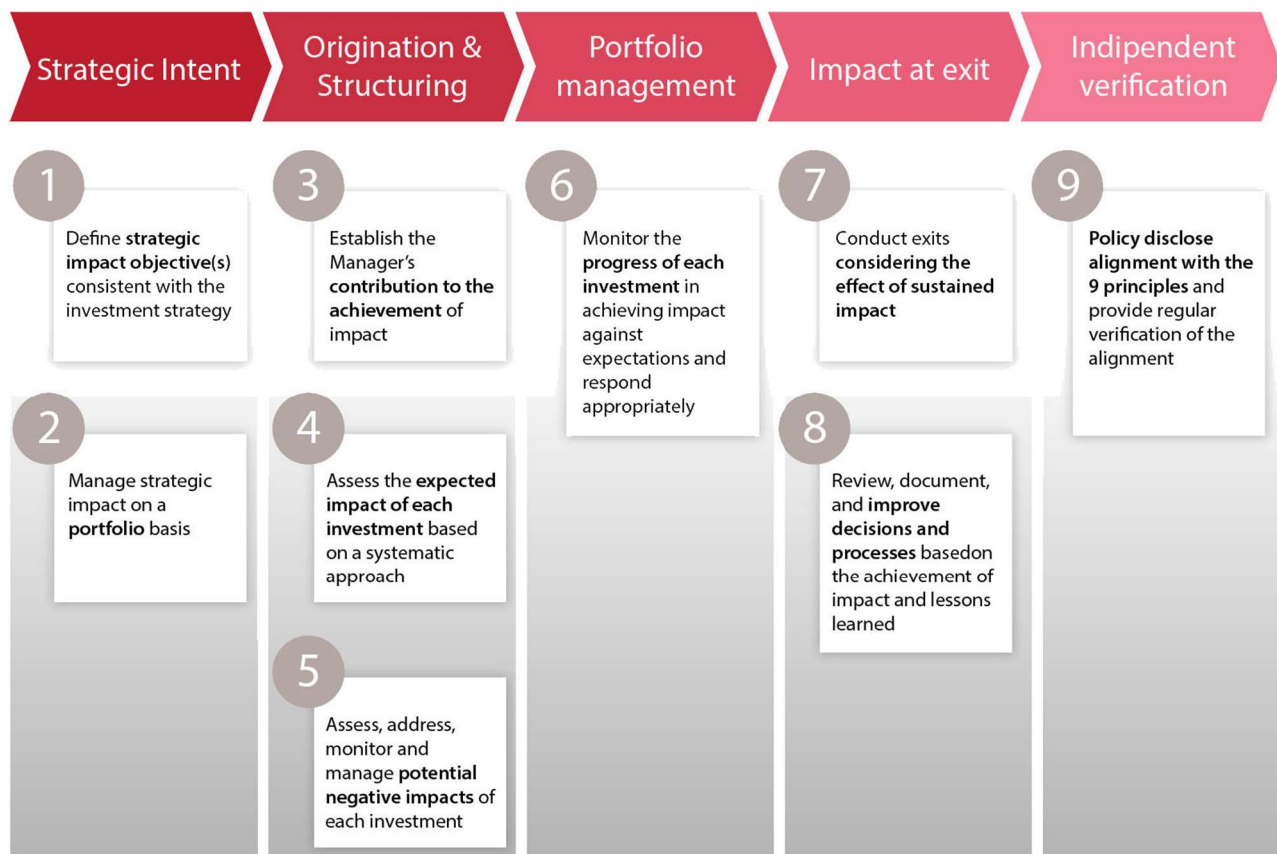 Strategic Intent
Origination &
Structuring
Portfolio
management
Impact at exit
Indipendent
verification
1
Define strategic
impact objective(s)
consistent with the
investment strategy
2
Manage strategic
impact on a
portfolio basis
3
Establish the
Manager's
contribution to the
achievement of
impact
4
Assess the expected
impact of each
investment based
on a systematic
approach
5
Assess, address,
monitor and
manage potential
negative impacts of
each investment
6
Monitor the
progress of each
investment in
achieving impact
against
expectations and
respond
appropriately
7
Conduct exits
considering the
effect of sustained
impact
8
Review, document,
and improve
decisions and
processes basedon
the achievement of
impact and lessons
learned
9
Policy disclose
alignment with the
9 principles and
provide regular
verification of the
alignment